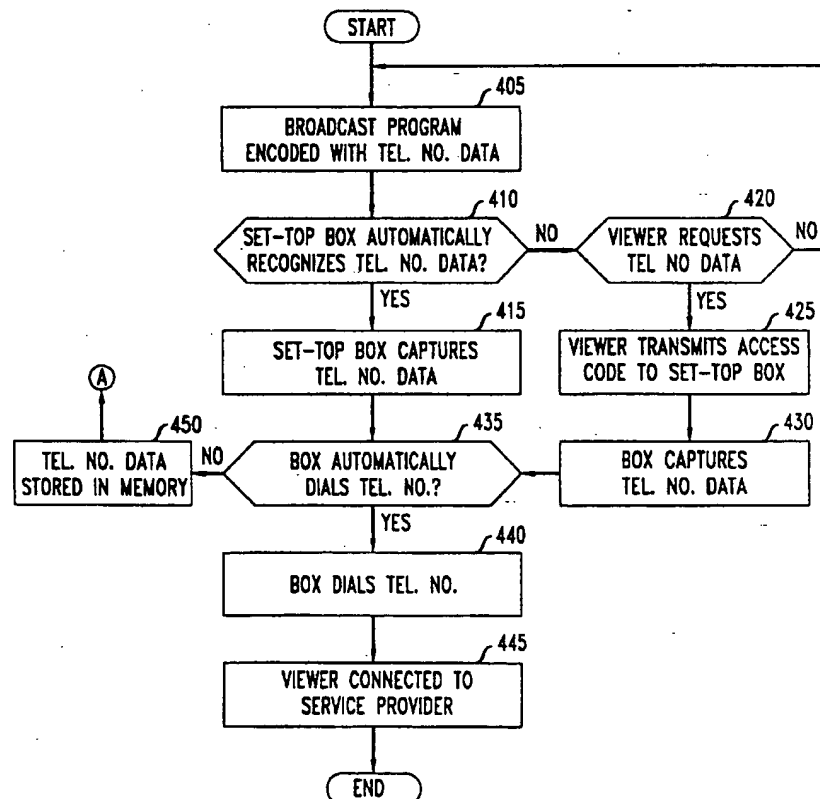 START
405
BROADCAST PROGRAM
ENCODED WITH TEL. NO. DATA
410
SET-TOP BOX AUTOMATICALLY
RECOGNIZES TEL. NO. DATA?
NO
420
VIEWER REQUESTS
TEL NO DATA
NO
YES
415
SET-TOP BOX CAPTURES
TEL. NO. DATA
YES
425
VIEWER TRANSMITS ACCESS
CODE TO SET-TOP BOX
A
450
TEL. NO. DATA
STORED IN MEMORY
NO
435
BOX AUTOMATICALLY
DIALS TEL. NO.?
430
BOX CAPTURES
TEL. NO. DATA
YES
440
BOX DIALS TEL. NO.
445
VIEWER CONNECTED TO
SERVICE PROVIDER
END